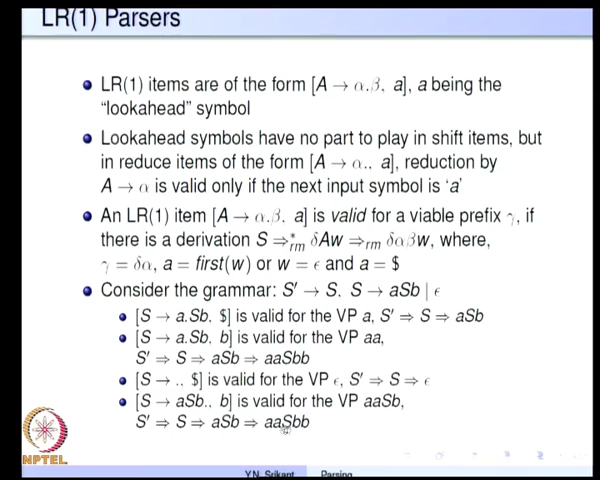 LR(1) Parsers
LR(1) items are of the form [A → α.β, a], a being the
“lookahead” symbol
Lookahead symbols have no part to play in shift items, but
in reduce items of the form [A → α., a], reduction by
A → α is valid only if the next input symbol is ‘a’
An LR(1) item [A → α.β, a] is valid for a viable prefix γ, if
there is a derivation S ⇒*rm δAw ⇒rm δαβw, where,
γ = δα, a = first(w) or w = ϵ and a = $
Consider the grammar: S′ → S, S → aSb | ϵ
[S → a.Sb, $] is valid for the VP a, S′ ⇒ S ⇒ aSb
[S → a.Sb, b] is valid for the VP aa,
S′ ⇒ S ⇒ aSb ⇒ aaSbb
[S → ., $] is valid for the VP ϵ, S′ ⇒ S ⇒ ϵ
[S → aSb., b] is valid for the VP aaSb,
S′ ⇒ S ⇒ aSb ⇒ aaSbb
NPTEL
Y.N. Srikant Parsing